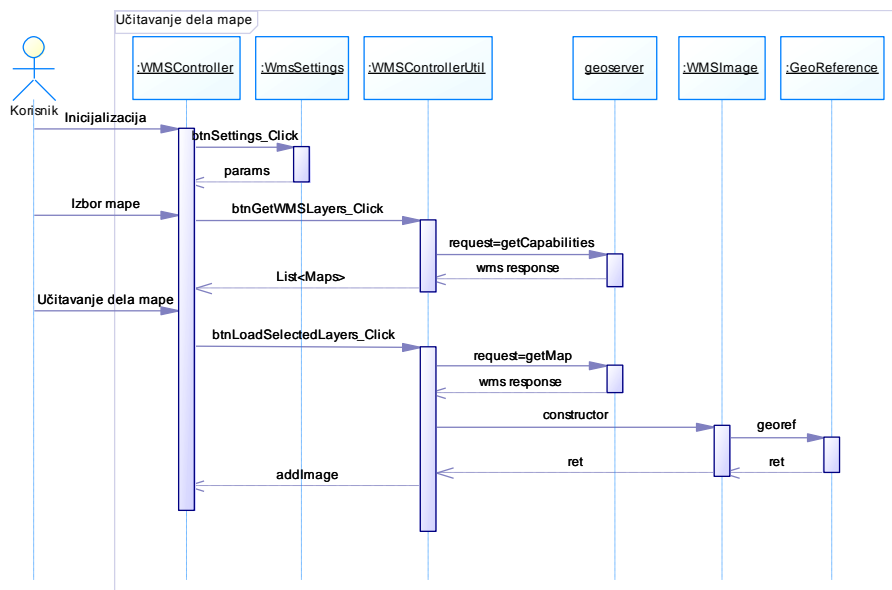 Učitavanje dela mape
:WMSController
:WmsSettings
:WMSControllerUtil
geoserver
:WMSImage
:GeoReference
Korisnik
Inicijalizacija
btnSettings_Click
params
Izbor mape
btnGetWMSLayers_Click
request=getCapabilities
wms response
List<Maps>
Učitavanje dela mape
btnLoadSelectedLayers_Click
request=getMap
wms response
constructor
georef
ret
ret
addImage